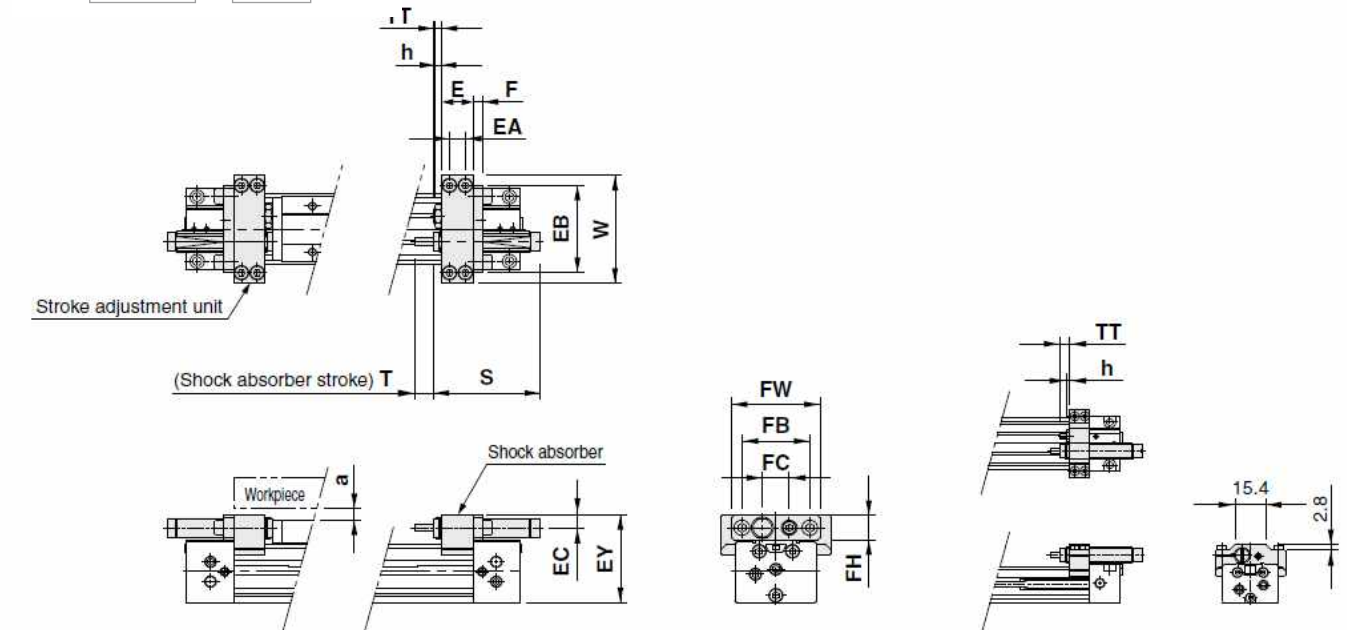 h
E F
EA
EB
W
Stroke adjustment unit
(Shock absorber stroke) T
S
TT
h
FW
FB
FC
Shock absorber
a
Workpiece
EC
EY
FH
15.4
2.8